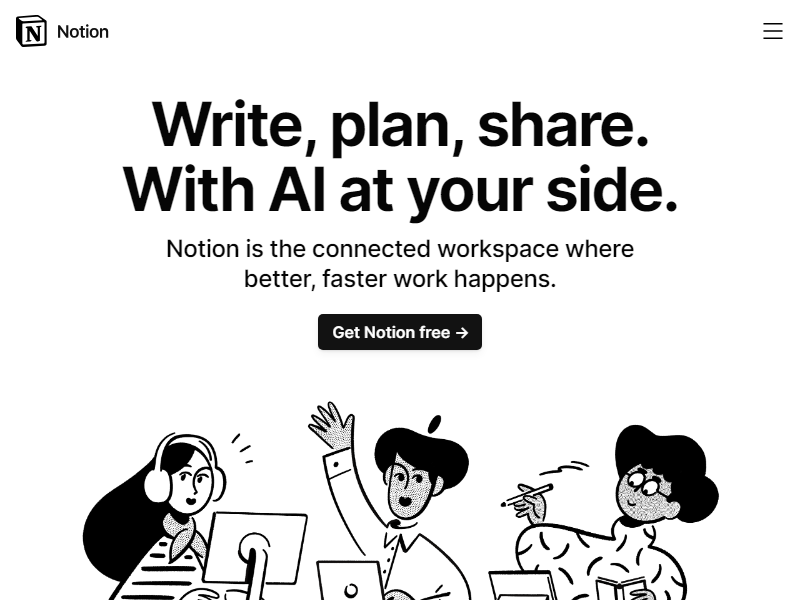 Notion
Write, plan, share.
With AI at your side.
Notion is the connected workspace where
better, faster work happens.
Get Notion free →